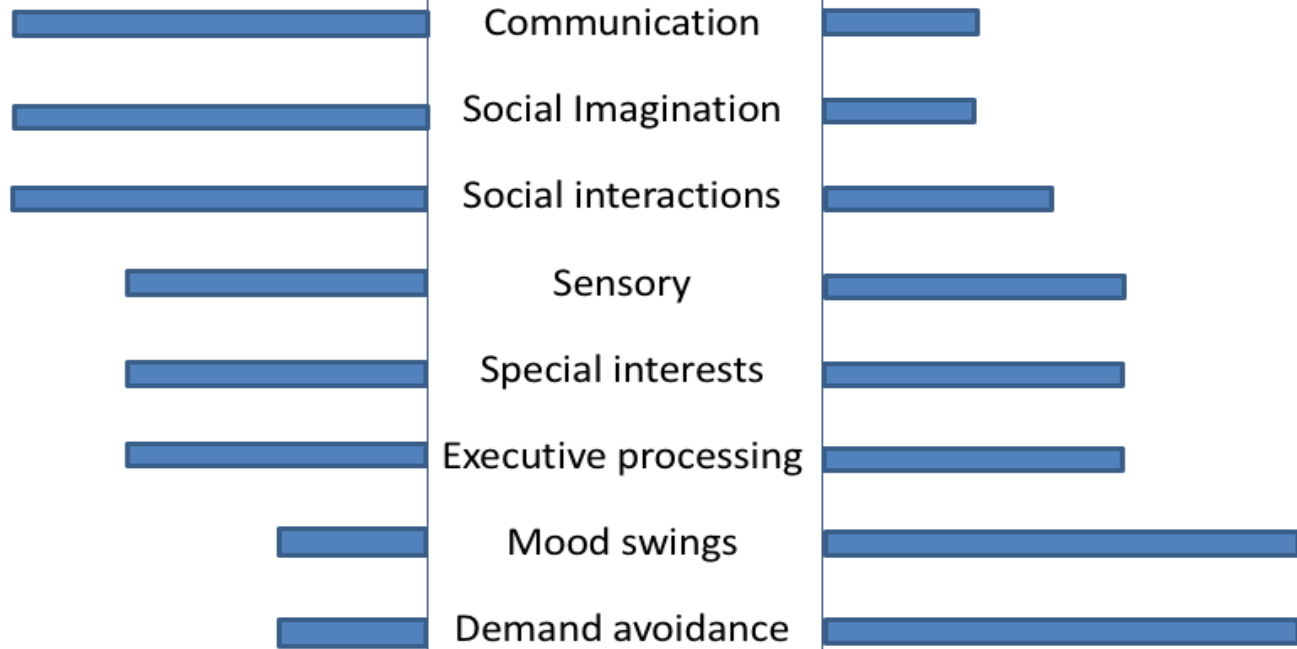 Communication
Social Imagination
Social interactions
Sensory
Special interests
Executive processing
Mood swings
Demand avoidance